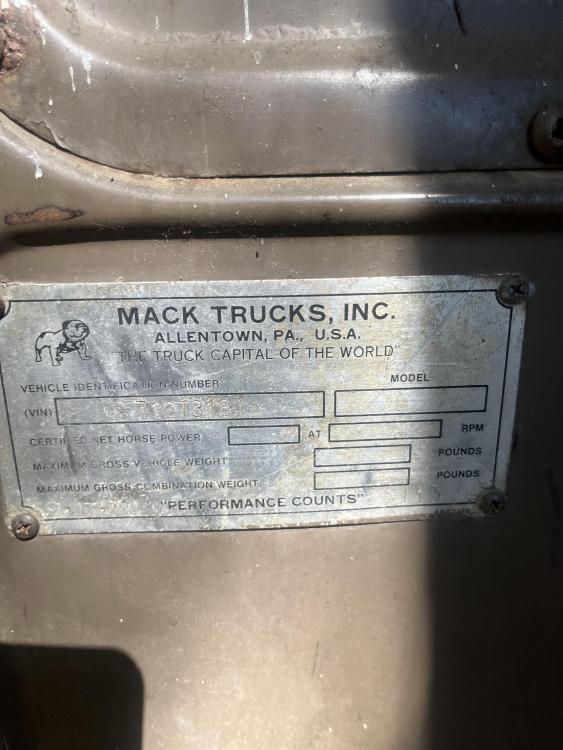 MACK TRUCKS, INC.
ALLENTOWN, PA., U.S.A.
"THE TRUCK CAPITAL OF THE WORLD"
VEHICLE IDENTIFICATION NUMBER MODEL
(VIN)
CERTIFIED NET HORSE POWER AT RPM
MAXIMUM GROSS VEHICLE WEIGHT POUNDS
MAXIMUM GROSS COMBINATION WEIGHT POUNDS
"PERFORMANCE COUNTS"